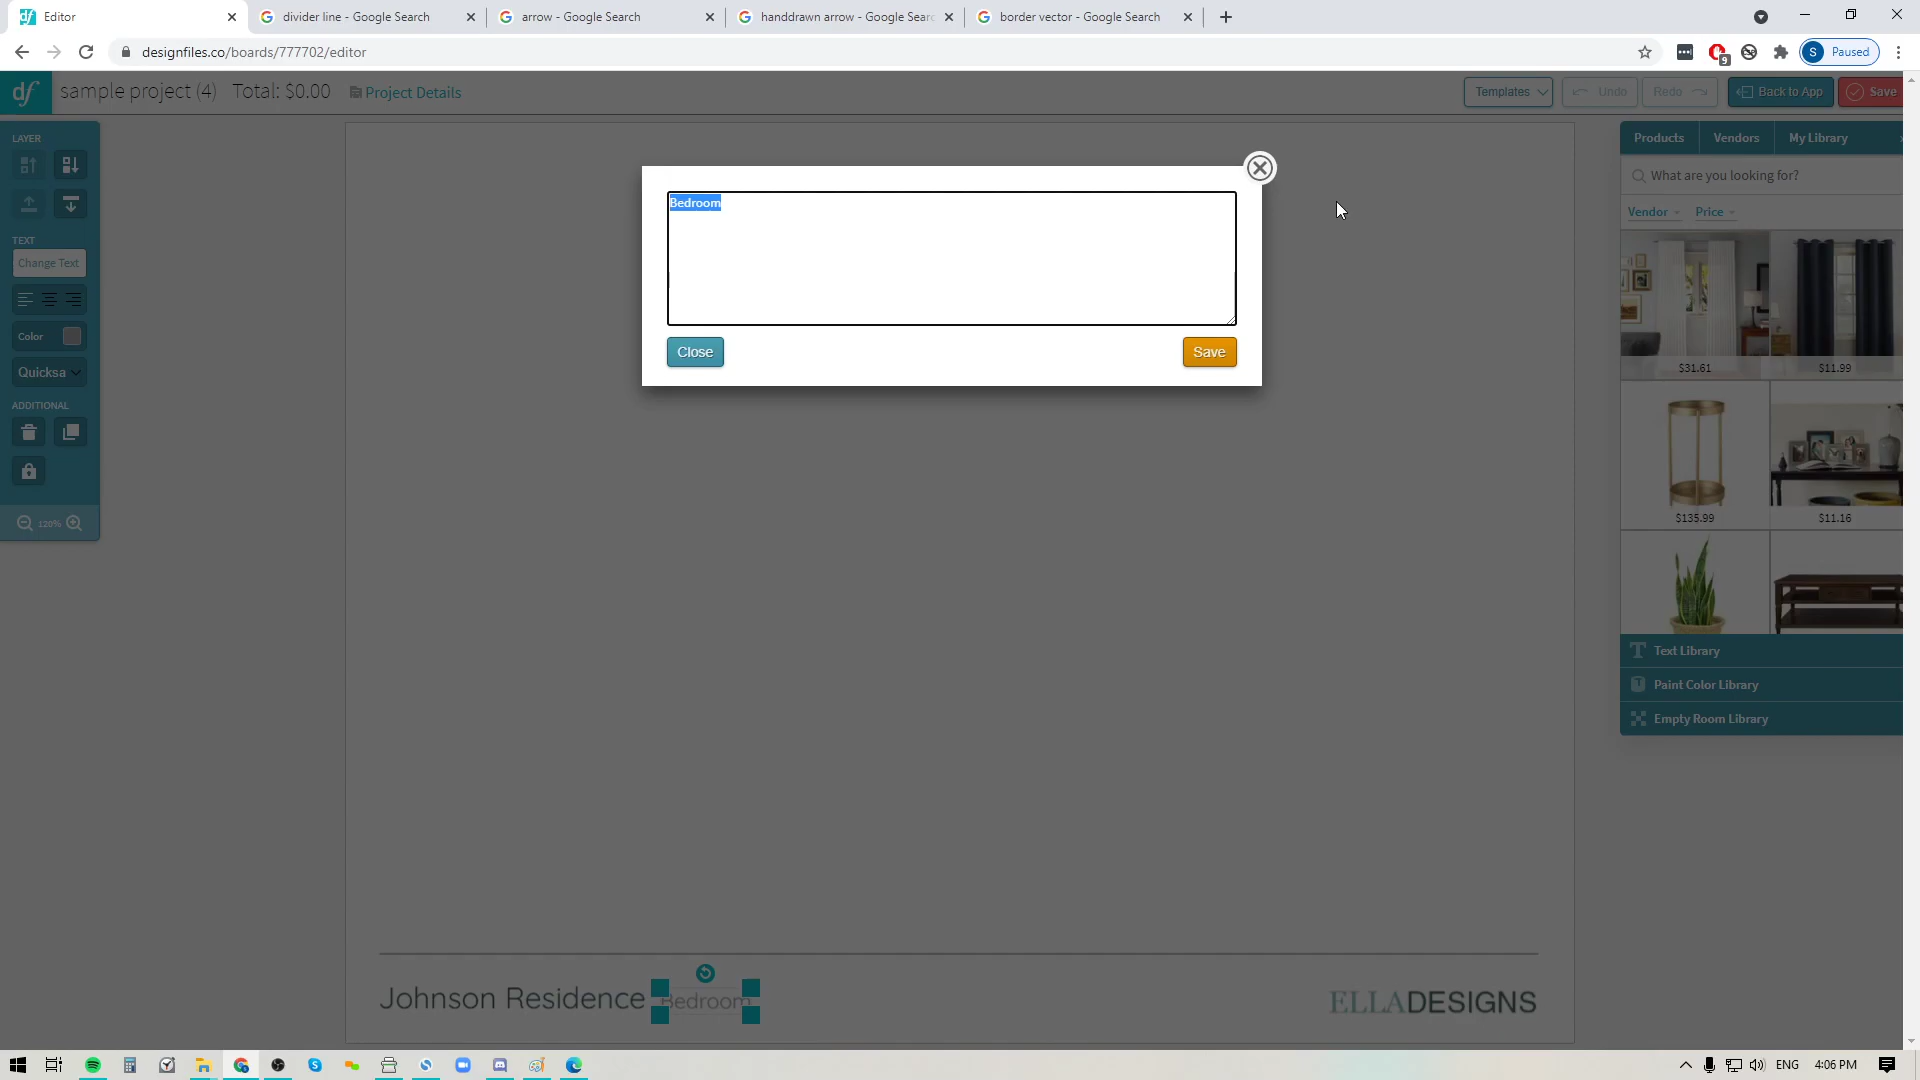 Editor
divider line - Google Search
arrow - Google Search
handdrawn arrow - Google Searc
border vector - Google Search
designfiles.co/boards/777702/editor
9
S Paused
df sample project (4) Total: $0.00 Project Details
Templates
Undo
Redo
Back to App
Save
LAYER
TEXT
Change Text
Color
Quicksa
ADDITIONAL
120%
Bedroom
Close
Save
Products
Vendors
My Library
What are you looking for?
Vendor
Price
$31.61
$11.99
$135.99
$11.16
Text Library
Paint Color Library
Empty Room Library
Johnson Residence
Bedroom
ELLADESIGNS
ENG
4:06 PM